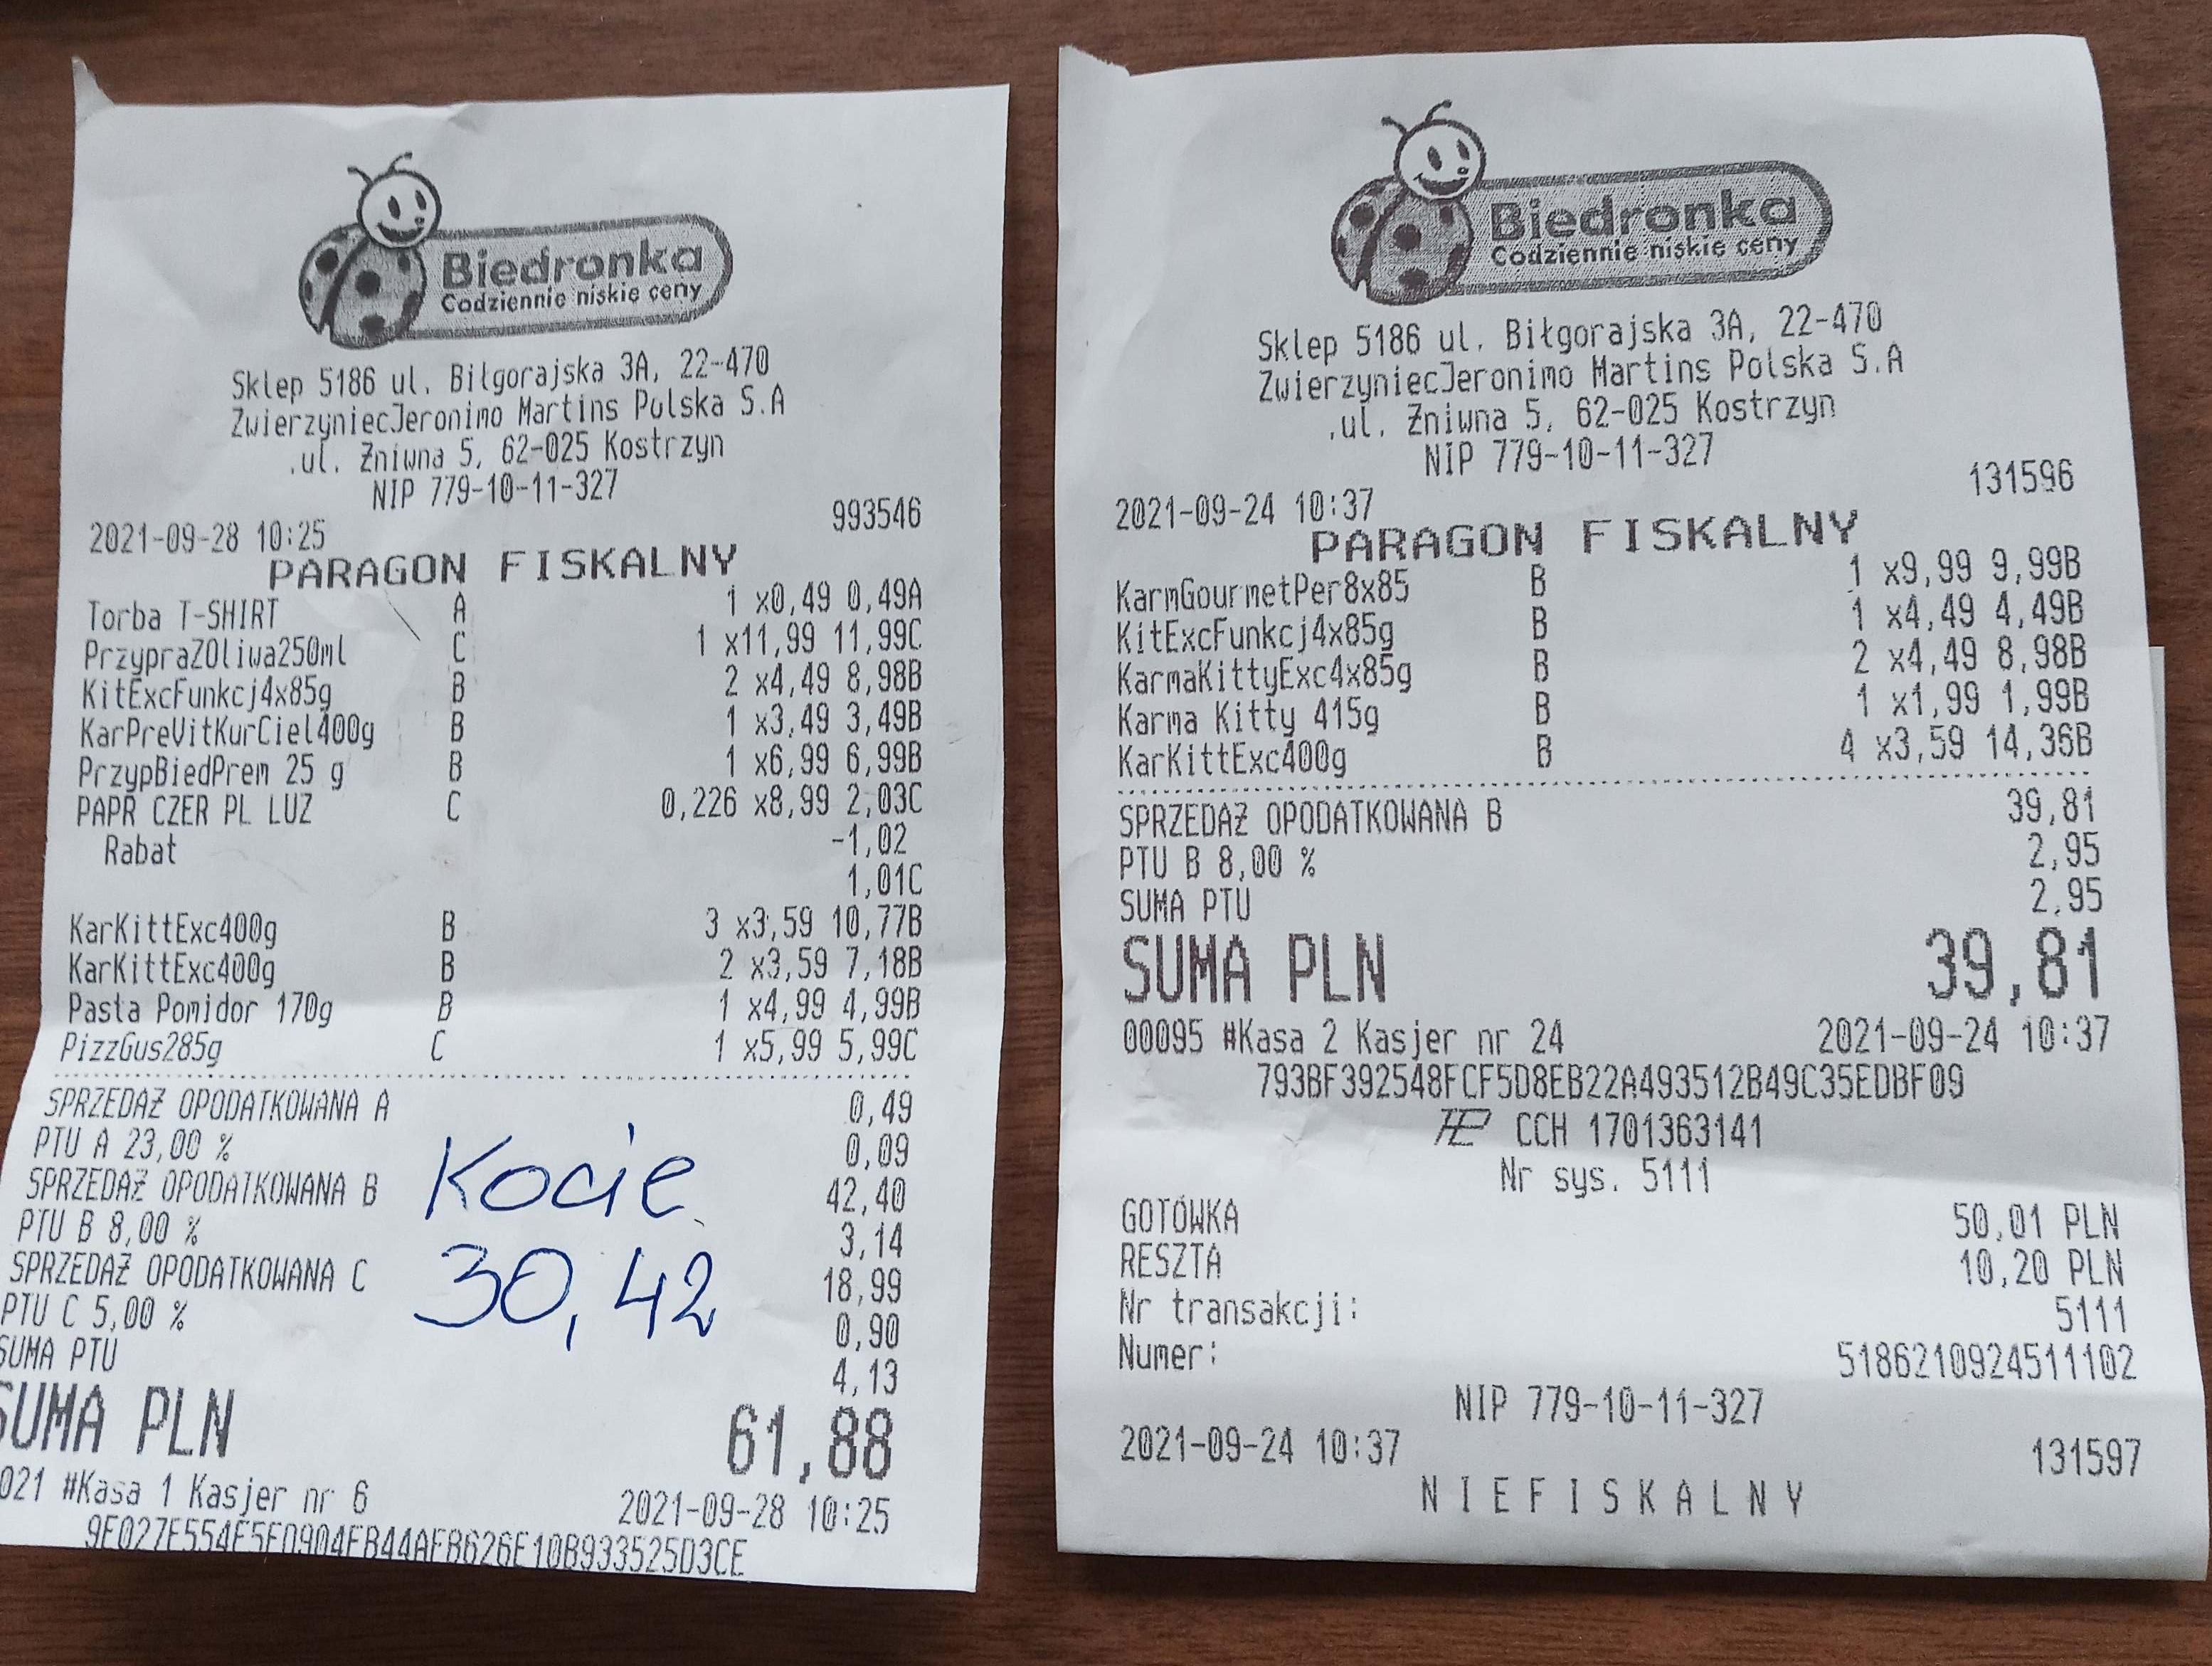 Biedronka
Codziennie niskie ceny
Sklep 5186 ul. Biłgorajska 3A, 22-470
ZwierzyniecJeronimo Martins Polska S.A
.ul. Żniwna 5, 62-025 Kostrzyn
NIP 779-10-11-327
2021-09-28 10:25 993546
PARAGON FISKALNY
Torba T-SHIRT A 1 x0,49 0,49A
PrzypraZOliwa250ml C 1 x11,99 11,99C
KitExcFunkcj4x85g B 2 x4,49 8,98B
KarPreVitKurCiel400g B 1 x3,49 3,49B
PrzypBiedPrem 25 g B 1 x6,99 6,99B
PAPR CZER PL LUZ C 0,226 x8,99 2,03C
Rabat -1,02
1,01C
KarKittExc400g B 3 x3,59 10,77B
KarKittExc400g B 2 x3,59 7,18B
Pasta Pomidor 170g B 1 x4,99 4,99B
PizzGus285g C 1 x5,99 5,99C
SPRZEDAŻ OPODATKOWANA A 0,49
PTU A 23,00 % 0,09
SPRZEDAŻ OPODATKOWANA B 42,40
PTU B 8,00 % 3,14
SPRZEDAŻ OPODATKOWANA C 18,99
PTU C 5,00 % 0,90
SUMA PTU 4,13
Kocie
30,42
SUMA PLN 61,88
021 #Kasa 1 Kasjer nr 6 2021-09-28 10:25
Biedronka
Codziennie niskie ceny
Sklep 5186 ul. Biłgorajska 3A, 22-470
ZwierzyniecJeronimo Martins Polska S.A
.ul. Żniwna 5, 62-025 Kostrzyn
NIP 779-10-11-327
2021-09-24 10:37 131596
PARAGON FISKALNY
KarmGourmetPer8x85 B 1 x9,99 9,99B
KitExcFunkcj4x85g B 1 x4,49 4,49B
KarmaKittyExc4x85g B 2 x4,49 8,98B
Karma Kitty 415g B 1 x1,99 1,99B
KarKittExc400g B 4 x3,59 14,36B
SPRZEDAŻ OPODATKOWANA B 39,81
PTU B 8,00 % 2,95
SUMA PTU 2,95
SUMA PLN 39,81
00095 #Kasa 2 Kasjer nr 24 2021-09-24 10:37
793BF392548FCF5D8EB22A493512B49C35EDBF09
CCH 1701363141
Nr sys. 5111
GOTÓWKA 50,01 PLN
RESZTA 10,20 PLN
Nr transakcji: 5111
Numer: 5186210924511102
NIP 779-10-11-327
2021-09-24 10:37 131597
NIEFISKALNY